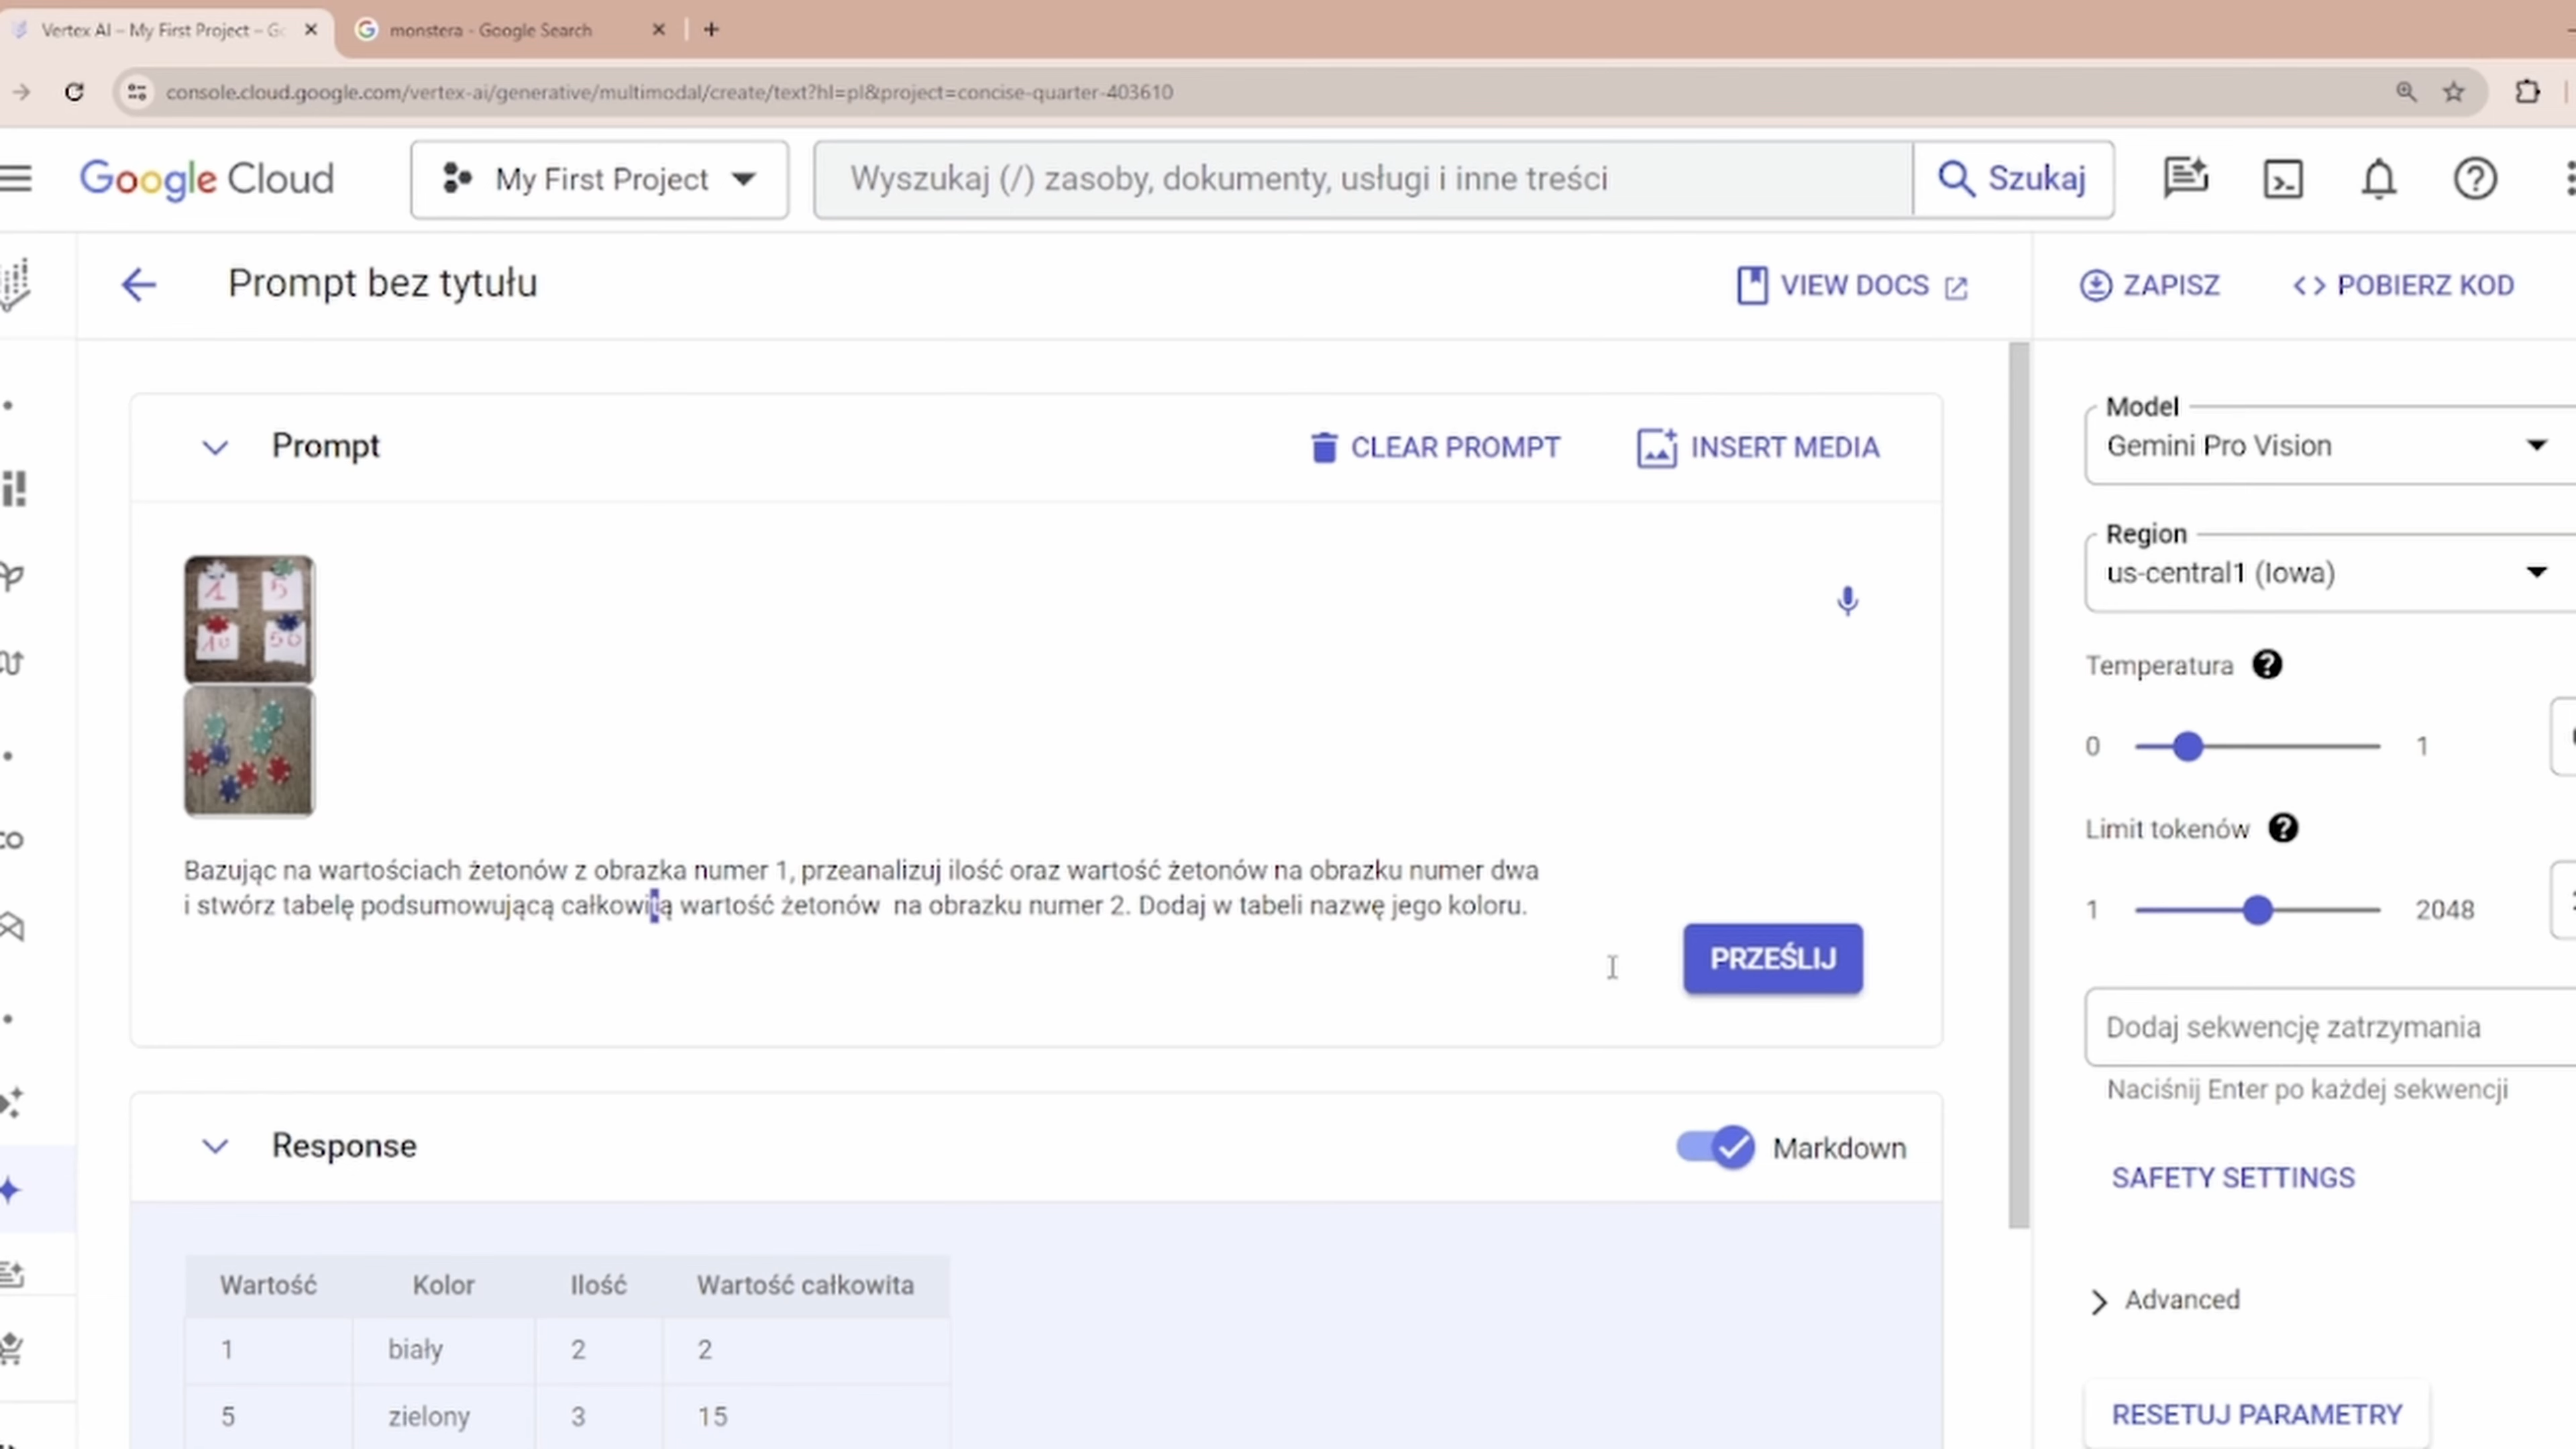 Vertex AI – My First Project – Go
monstera - Google Search
console.cloud.google.com/vertex-ai/generative/multimodal/create/text?hl=pl&project=concise-quarter-403610
Google Cloud
My First Project
Wyszukaj (/) zasoby, dokumenty, usługi i inne treści
Szukaj
Prompt bez tytułu
VIEW DOCS
ZAPISZ
<> POBIERZ KOD
Prompt
CLEAR PROMPT
INSERT MEDIA
1 5
10 50
Bazując na wartościach żetonów z obrazka numer 1, przeanalizuj ilość oraz wartość żetonów na obrazku numer dwa
i stwórz tabelę podsumowującą całkowitą wartość żetonów  na obrazku numer 2. Dodaj w tabeli nazwę jego koloru.
PRZEŚLIJ
Response
Markdown
Wartość Kolor Ilość Wartość całkowita
1 biały 2 2
5 zielony 3 15
Model
Gemini Pro Vision
Region
us-central1 (Iowa)
Temperatura
0 1
Limit tokenów
1 2048
Dodaj sekwencję zatrzymania
Naciśnij Enter po każdej sekwencji
SAFETY SETTINGS
Advanced
RESETUJ PARAMETRY